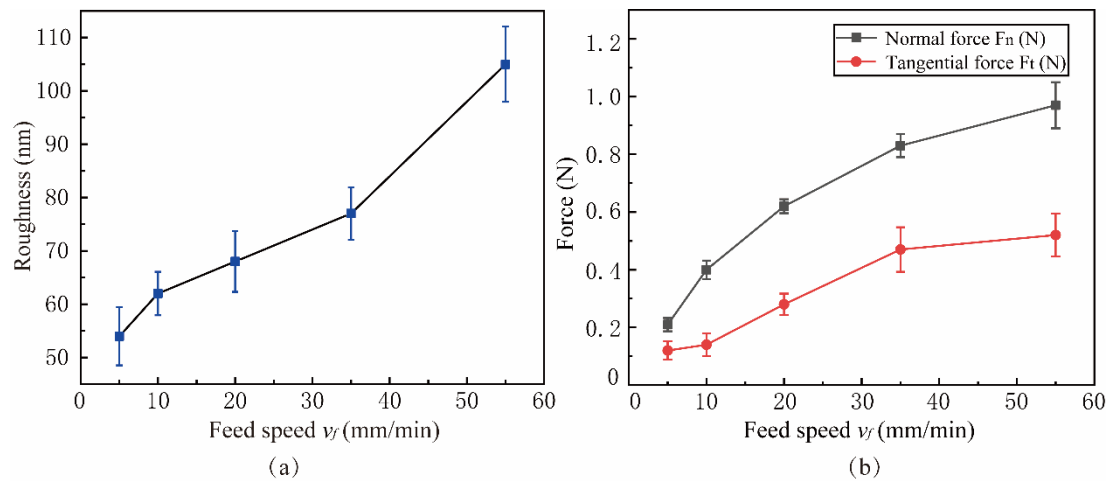 110
100
90
80
70
60
50
Roughness (nm)
0 10 20 30 40 50 60
Feed speed vf (mm/min)
(a)
1.2
1.0
0.8
0.6
0.4
0.2
0
Force (N)
Normal force Fn (N)
Tangential force Ft (N)
0 10 20 30 40 50 60
Feed speed vf (mm/min)
(b)